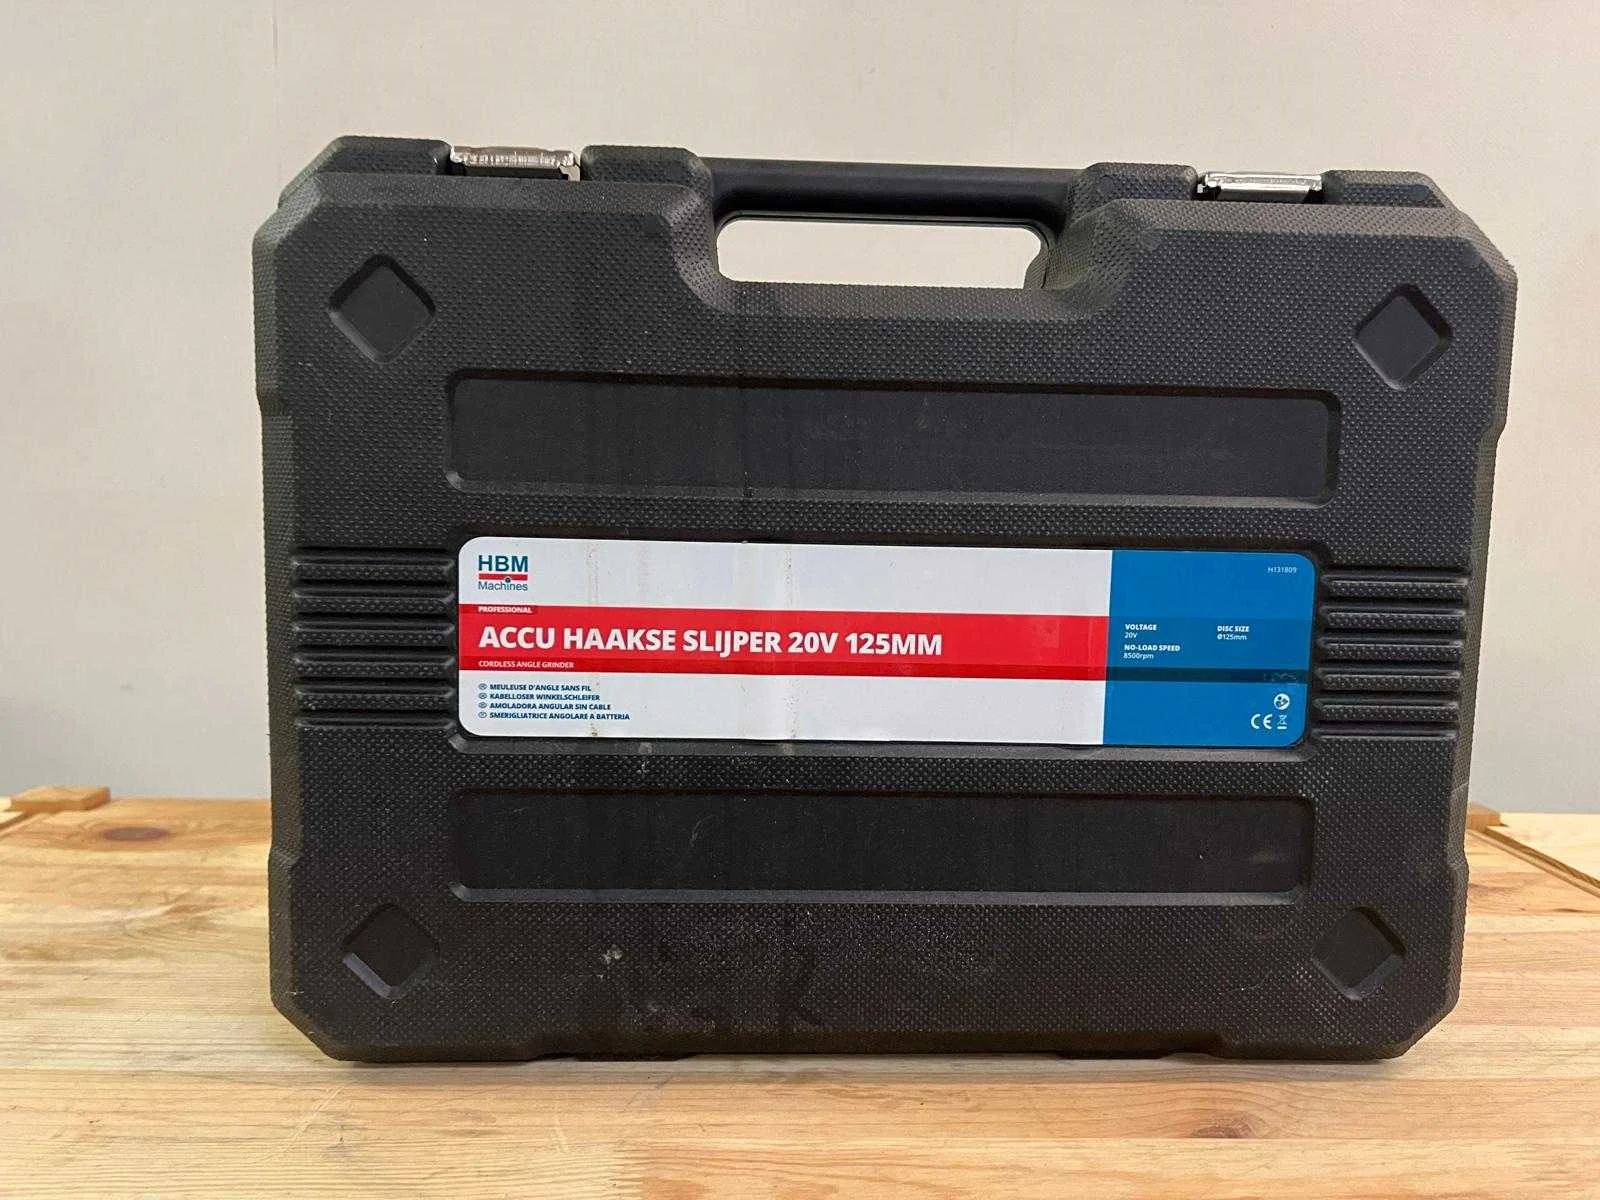 HBM
Machines
H131809
PROFESSIONAL
ACCU HAAKSE SLIJPER 20V 125MM
CORDLESS ANGLE GRINDER
MEULEUSE D'ANGLE SANS FIL
KABELLOSER WINKELSCHLEIFER
AMOLADORA ANGULAR SIN CABLE
SMERIGLIATRICE ANGOLARE A BATTERIA
VOLTAGE
20V
NO-LOAD SPEED
8500rpm
DISC SIZE
Ø125mm
CE